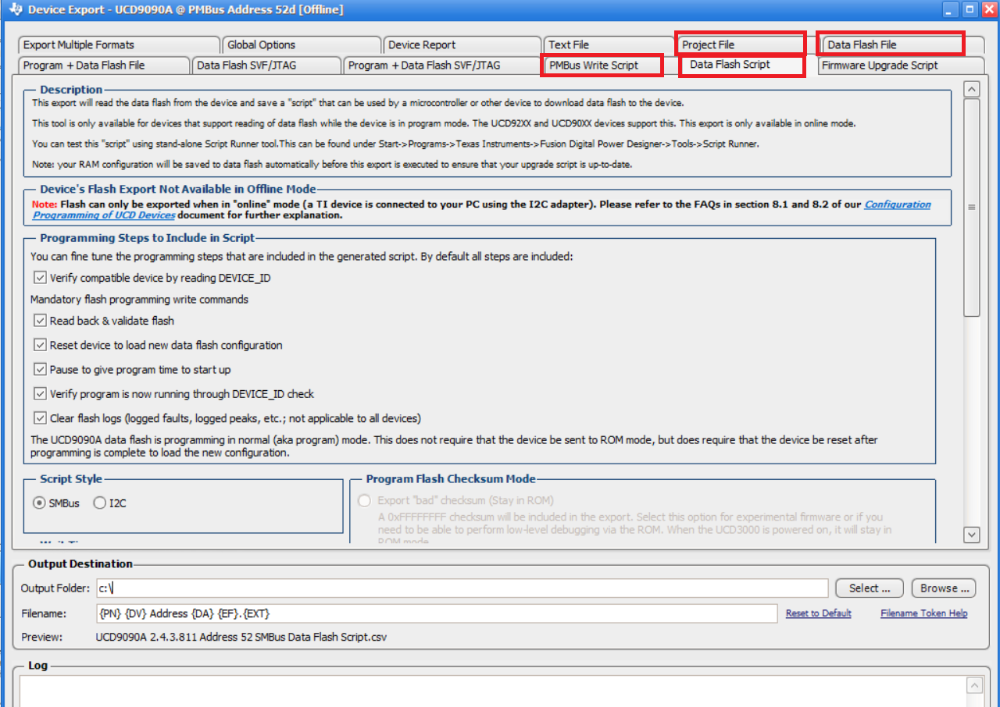 Device Export - UCD9090A @ PMBus Address 52d [Offline]
Export Multiple Formats
Global Options
Device Report
Text File
Project File
Data Flash File
Program + Data Flash File
Data Flash SVF/JTAG
Program + Data Flash SVF/JTAG
PMBus Write Script
Data Flash Script
Firmware Upgrade Script
Description
This export will read the data flash from the device and save a "script" that can be used by a microcontroller or other device to download data flash to the device.
This tool is only available for devices that support reading of data flash while the device is in program mode. The UCD92XX and UCD90XX devices support this. This export is only available in online mode.
You can test this "script" using stand-alone Script Runner tool.This can be found under Start->Programs->Texas Instruments->Fusion Digital Power Designer->Tools->Script Runner.
Note: your RAM configuration will be saved to data flash automatically before this export is executed to ensure that your upgrade script is up-to-date.
Device's Flash Export Not Available in Offline Mode
Note: Flash can only be exported when in "online" mode (a TI device is connected to your PC using the I2C adapter). Please refer to the FAQs in section 8.1 and 8.2 of our Configuration
Programming of UCD Devices document for further explanation.
Programming Steps to Include in Script
You can fine tune the programming steps that are included in the generated script. By default all steps are included:
Verify compatible device by reading DEVICE_ID
Mandatory flash programming write commands
Read back & validate flash
Reset device to load new data flash configuration
Pause to give program time to start up
Verify program is now running through DEVICE_ID check
Clear flash logs (logged faults, logged peaks, etc.; not applicable to all devices)
The UCD9090A data flash is programming in normal (aka program) mode. This does not require that the device be sent to ROM mode, but does require that the device be reset after
programming is complete to load the new configuration.
Script Style
SMBus
I2C
Program Flash Checksum Mode
Export "bad" checksum (Stay in ROM)
A 0xFFFFFFFF checksum will be included in the export. Select this option for experimental firmware or if you
need to be able to perform low-level debugging via the ROM. When the UCD3000 is powered on, it will stay in
ROM mode.
Output Destination
Output Folder:
c:\
Select ...
Browse ...
Filename:
{PN} {DV} Address {DA} {EF}.{EXT}
Reset to Default
Filename Token Help
Preview:
UCD9090A 2.4.3.811 Address 52 SMBus Data Flash Script.csv
Log